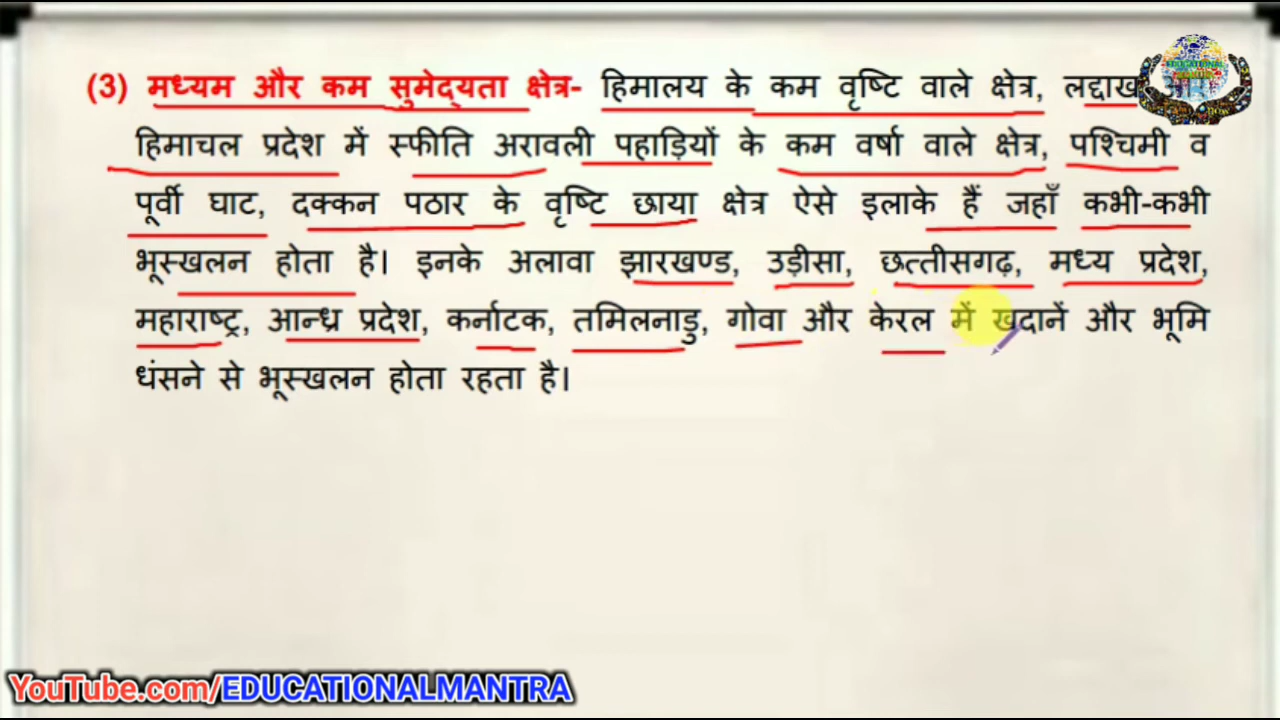 (3) मध्यम और कम सुमेद्यता क्षेत्र- हिमालय के कम वृष्टि वाले क्षेत्र, लद्दाख
हिमाचल प्रदेश में स्फीति अरावली पहाड़ियों के कम वर्षा वाले क्षेत्र, पश्चिमी व
पूर्वी घाट, दक्कन पठार के वृष्टि छाया क्षेत्र ऐसे इलाके हैं जहाँ कभी-कभी
भूस्खलन होता है। इनके अलावा झारखण्ड, उड़ीसा, छत्तीसगढ़, मध्य प्रदेश,
महाराष्ट्र, आन्ध्र प्रदेश, कर्नाटक, तमिलनाडु, गोवा और केरल में खदानें और भूमि
धंसने से भूस्खलन होता रहता है।
YouTube.com/EDUCATIONALMANTRA